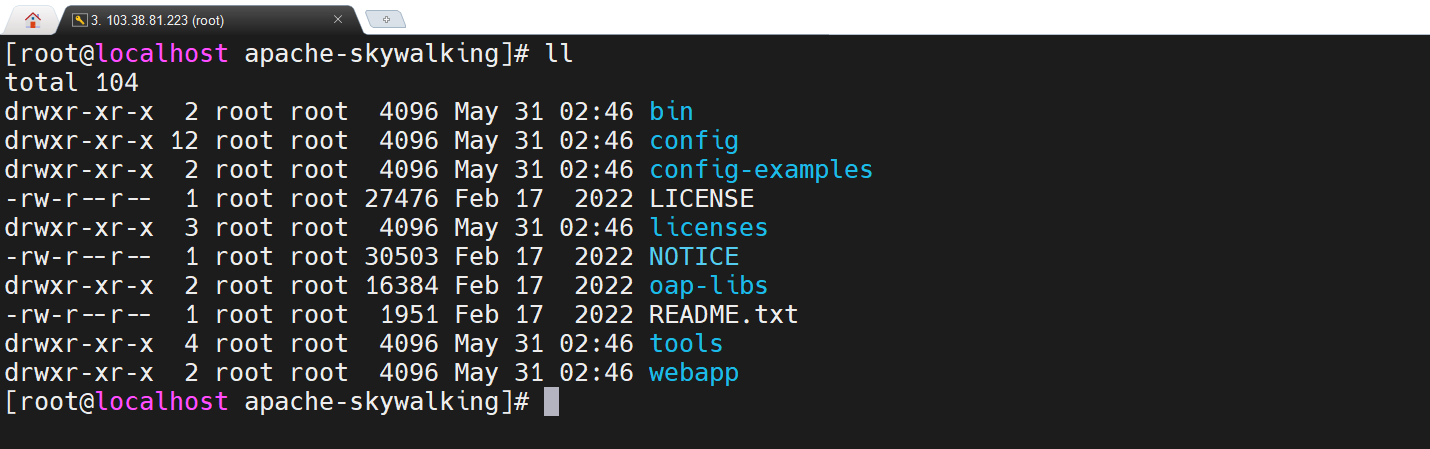 3. 103.38.81.223 (root)
[root@localhost apache-skywalking]# ll
total 104
drwxr-xr-x  2 root root  4096 May 31 02:46 bin
drwxr-xr-x 12 root root  4096 May 31 02:46 config
drwxr-xr-x  2 root root  4096 May 31 02:46 config-examples
-rw-r--r--  1 root root 27476 Feb 17  2022 LICENSE
drwxr-xr-x  3 root root  4096 May 31 02:46 licenses
-rw-r--r--  1 root root 30503 Feb 17  2022 NOTICE
drwxr-xr-x  2 root root 16384 Feb 17  2022 oap-libs
-rw-r--r--  1 root root  1951 Feb 17  2022 README.txt
drwxr-xr-x  4 root root  4096 May 31 02:46 tools
drwxr-xr-x  2 root root  4096 May 31 02:46 webapp
[root@localhost apache-skywalking]#